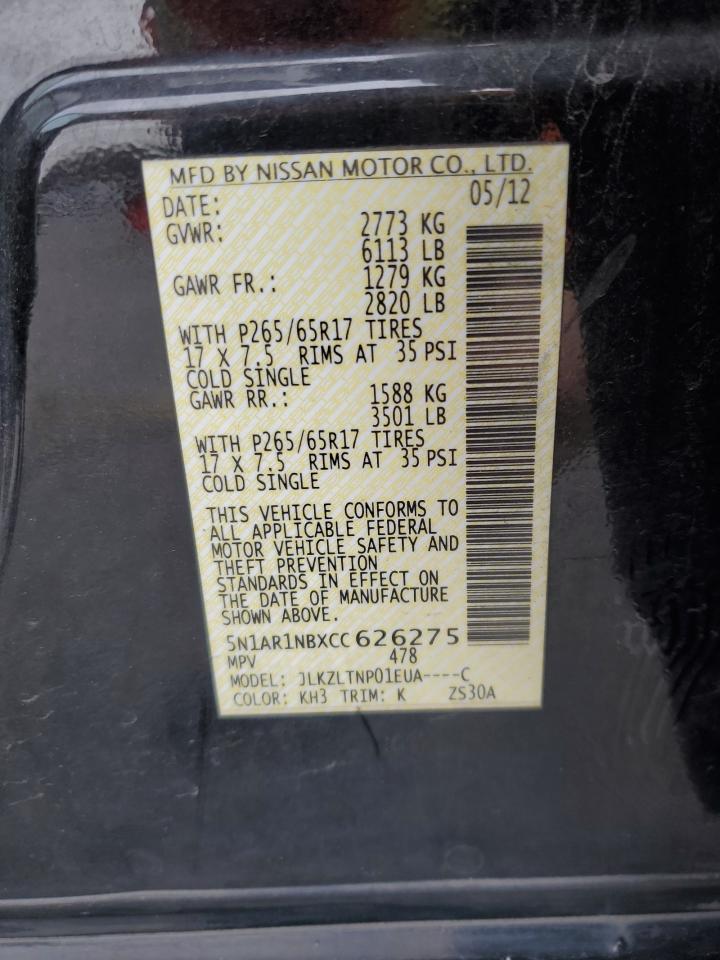 MFD BY NISSAN MOTOR CO., LTD.
DATE: 05/12
GVWR: 2773 KG
6113 LB
GAWR FR.: 1279 KG
2820 LB
WITH P265/65R17 TIRES
17 X 7.5 RIMS AT 35 PSI
COLD SINGLE
GAWR RR.: 1588 KG
3501 LB
WITH P265/65R17 TIRES
17 X 7.5 RIMS AT 35 PSI
COLD SINGLE
THIS VEHICLE CONFORMS TO
ALL APPLICABLE FEDERAL
MOTOR VEHICLE SAFETY AND
THEFT PREVENTION
STANDARDS IN EFFECT ON
THE DATE OF MANUFACTURE
SHOWN ABOVE.
5N1AR1NBXCC626275
MPV 478
MODEL: JLKZLTNP01EUA----C
COLOR: KH3 TRIM: K ZS30A